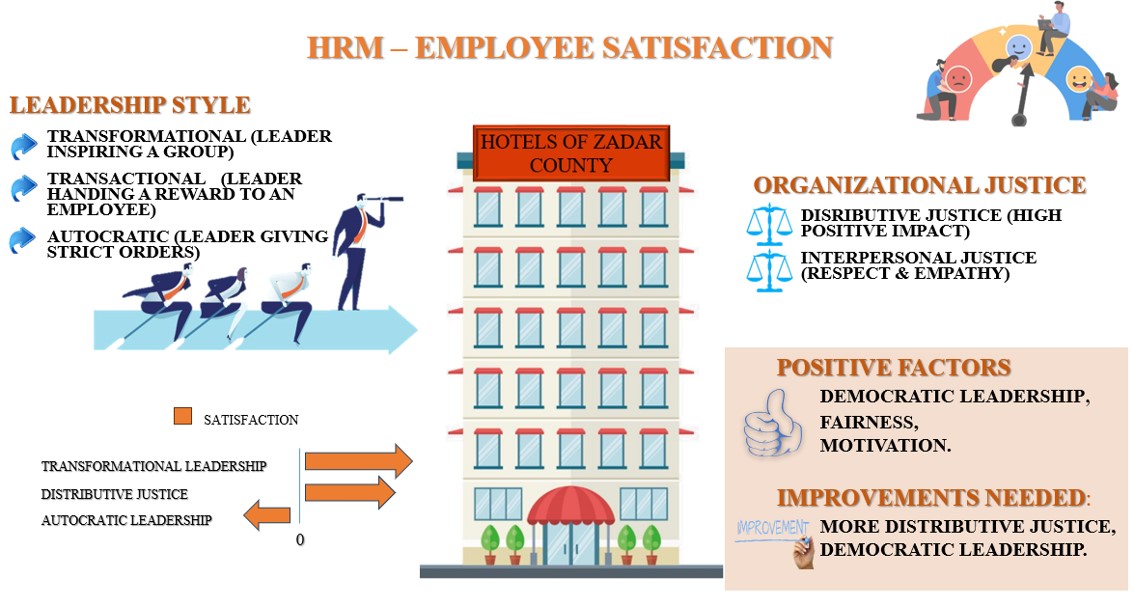 HRM – EMPLOYEE SATISFACTION
LEADERSHIP STYLE
TRANSFORMATIONAL (LEADER
INSPIRING A GROUP)
TRANSACTIONAL (LEADER
HANDING A REWARD TO AN
EMPLOYEE)
AUTOCRATIC (LEADER GIVING
STRICT ORDERS)
SATISFACTION
TRANSFORMATIONAL LEADERSHIP
DISTRIBUTIVE JUSTICE
AUTOCRATIC LEADERSHIP
0
HOTELS OF ZADAR
COUNTY
ORGANIZATIONAL JUSTICE
DISRIBUTIVE JUSTICE (HIGH
POSITIVE IMPACT)
INTERPERSONAL JUSTICE
(RESPECT & EMPATHY)
POSITIVE FACTORS
DEMOCRATIC LEADERSHIP,
FAIRNESS,
MOTIVATION.
IMPROVEMENTS NEEDED:
IMPROVEMENT
MORE DISTRIBUTIVE JUSTICE,
DEMOCRATIC LEADERSHIP.